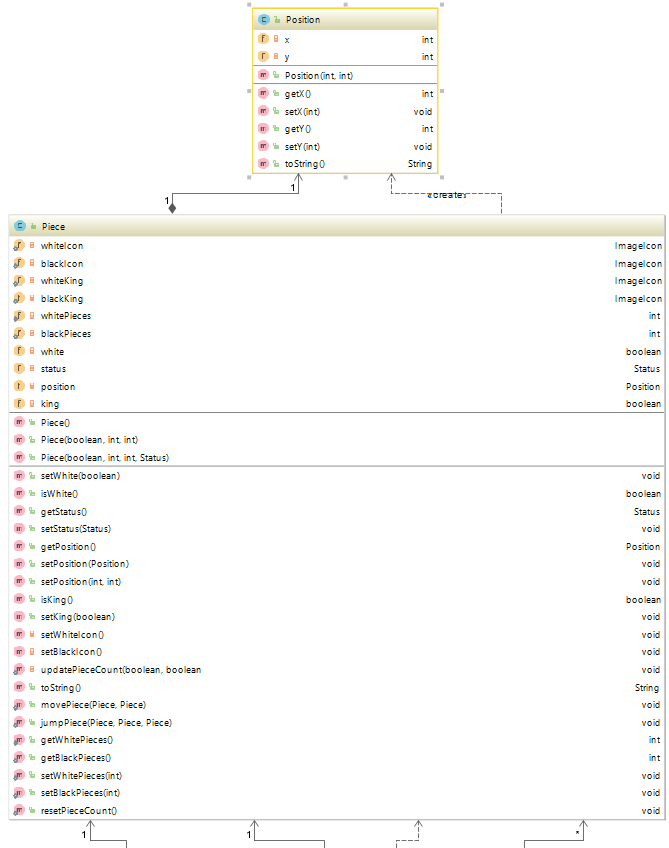 Position
x int
y int
Position(int, int)
getX() int
setX(int) void
getY() int
setY(int) void
toString() String
1
1
«create»
Piece
whiteIcon ImageIcon
blackIcon ImageIcon
whiteKing ImageIcon
blackKing ImageIcon
whitePieces int
blackPieces int
white boolean
status Status
position Position
king boolean
Piece()
Piece(boolean, int, int)
Piece(boolean, int, int, Status)
setWhite(boolean) void
isWhite() boolean
getStatus() Status
setStatus(Status) void
getPosition() Position
setPosition(Position) void
setPosition(int, int) void
isKing() boolean
setKing(boolean) void
setWhiteIcon() void
setBlackIcon() void
updatePieceCount(boolean, boolean void
toString() String
movePiece(Piece, Piece) void
jumpPiece(Piece, Piece, Piece) void
getWhitePieces() int
getBlackPieces() int
setWhitePieces(int) void
setBlackPieces(int) void
resetPieceCount() void
1 1 *